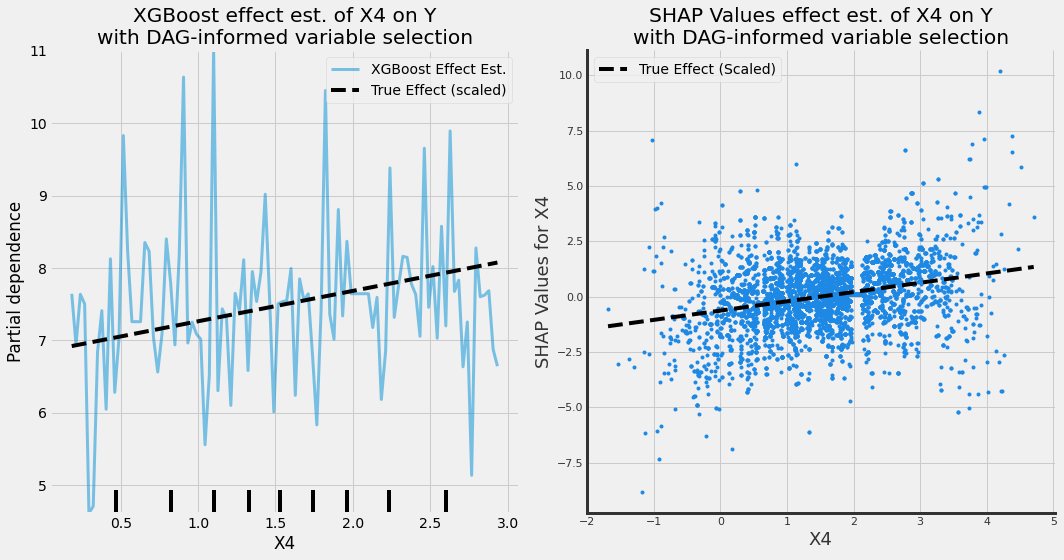 XGBoost effect est. of X4 on Y
with DAG-informed variable selection
XGBoost Effect Est.
True Effect (scaled)
Partial dependence
11
10
9
8
7
6
5
0.5
1.0
1.5
2.0
2.5
3.0
X4
SHAP Values effect est. of X4 on Y
with DAG-informed variable selection
True Effect (Scaled)
SHAP Values for X4
10.0
7.5
5.0
2.5
0.0
−2.5
−5.0
−7.5
−2
−1
0
1
2
3
4
5
X4